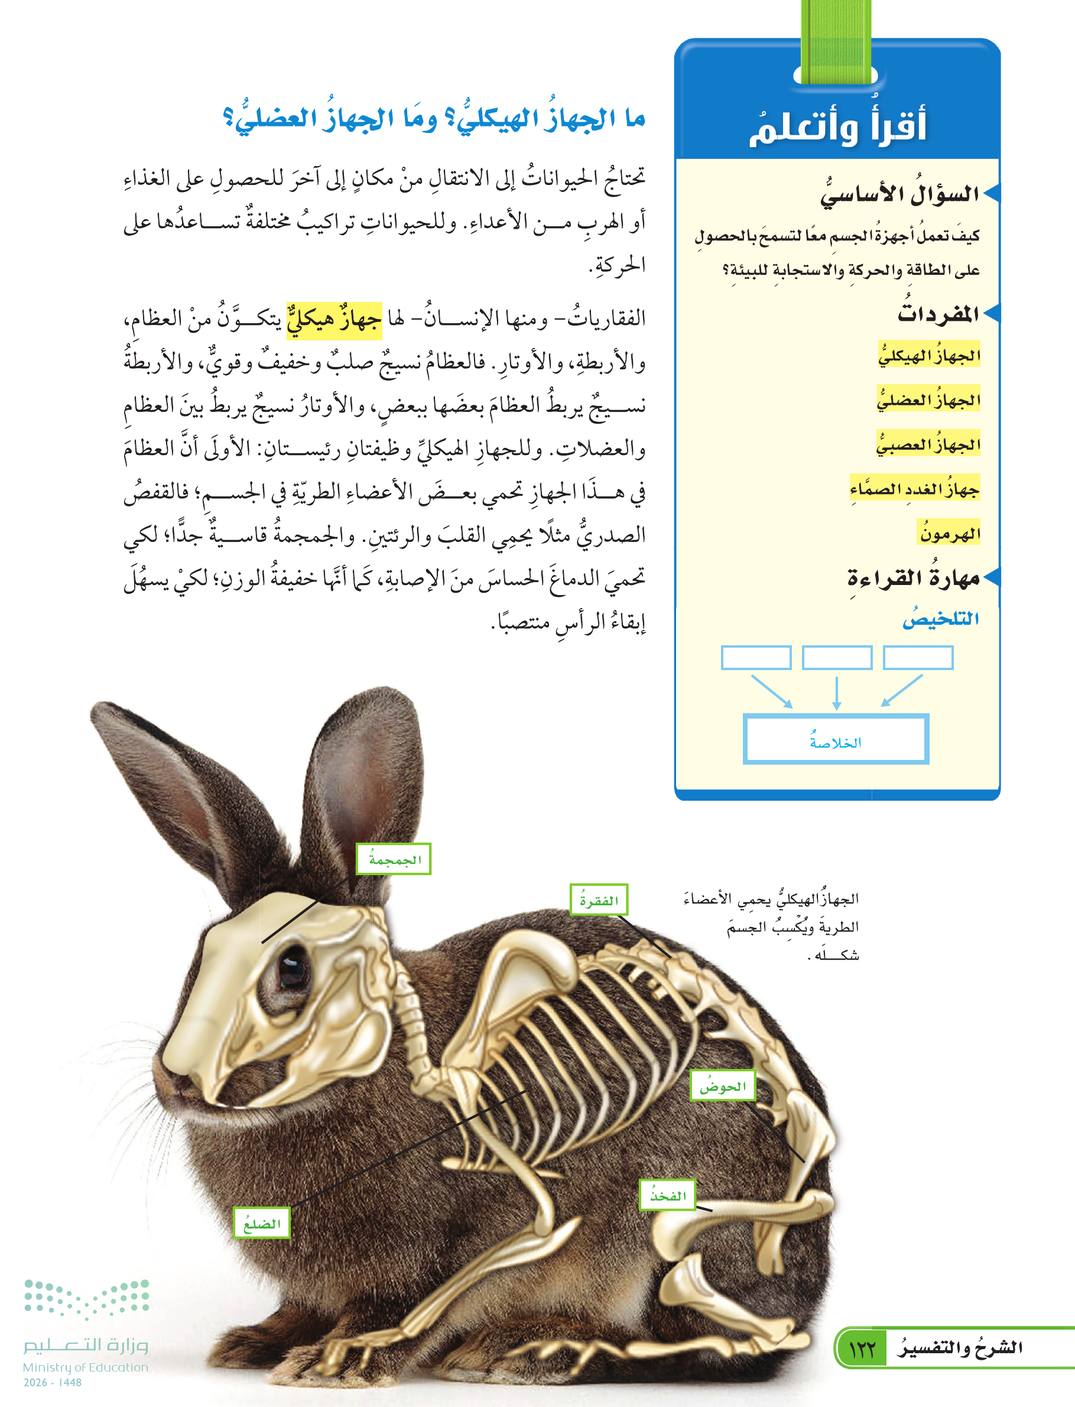 أقرأُ وأتعلمُ
السؤالُ الأساسيُّ
كيفَ تعملُ أجهزةُ الجسمِ معًا لتسمحَ بالحصولِ
على الطاقةِ والحركةِ والاستجابةِ للبيئةِ؟
المفرداتُ
الجهازُ الهيكليُّ
الجهازُ العضليُّ
الجهازُ العصبيُّ
جهازُ الغددِ الصمَّاءِ
الهرمونُ
مهارةُ القراءةِ
التلخيصُ
الخلاصةُ
ما الجهازُ الهيكليُّ؟ ومَا الجهازُ العضليُّ؟
تحتاجُ الحيواناتُ إلى الانتقالِ منْ مكانٍ إلى آخرَ للحصولِ على الغذاءِ
أو الهربِ مـن الأعداءِ. وللحيواناتِ تراكيبُ مختلفةٌ تسـاعدُها على
الحركةِ.
الفقارياتُ- ومنها الإنسـانُ- لها جهازٌ هيكليٌّ يتكـوَّنُ منْ العظامِ،
والأربطةِ، والأوتارِ. فالعظامُ نسيجٌ صلبٌ وخفيفٌ وقويٌّ، والأربطةُ
نسـيجٌ يربطُ العظامَ بعضَها ببعضٍ، والأوتارُ نسيجٌ يربطُ بينَ العظامِ
والعضلاتِ. وللجهازِ الهيكليِّ وظيفتانِ رئيسـتانِ: الأولَى أنَّ العظامَ
في هـذَا الجهازِ تحمي بعـضَ الأعضاءِ الطريّةِ في الجسـمِ؛ فالقفصُ
الصدريُّ مثلًا يحمِي القلبَ والرئتينِ. والجمجمةُ قاسـيةٌ جدًّا؛ لكي
تحميَ الدماغَ الحساسَ منَ الإصابةِ، كَما أنَّها خفيفةُ الوزنِ؛ لكيْ يسهُلَ
إبقاءُ الرأسِ منتصبًا.
الجمجمةُ
الفقرةُ
الجهازُ الهيكليُّ يحمِي الأعضاءَ
الطريةَ ويُكْسِبُ الجسمَ
شكـلَه .
الحوضُ
الفخذُ
الضلعُ
وزارة التعـليم
Ministry of Education
2026 - 1448
١٢٢ الشرحُ والتفسيرُ